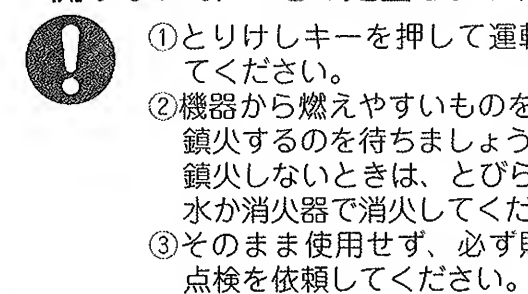 ①とりけしキーを押して運転
てください。
②機器から燃えやすいものを
鎮火するのを待ちましょう
鎮火しないときは、とびら
水か消火器で消火してくだ
③そのまま使用せず、必ず
点検を依頼してください。